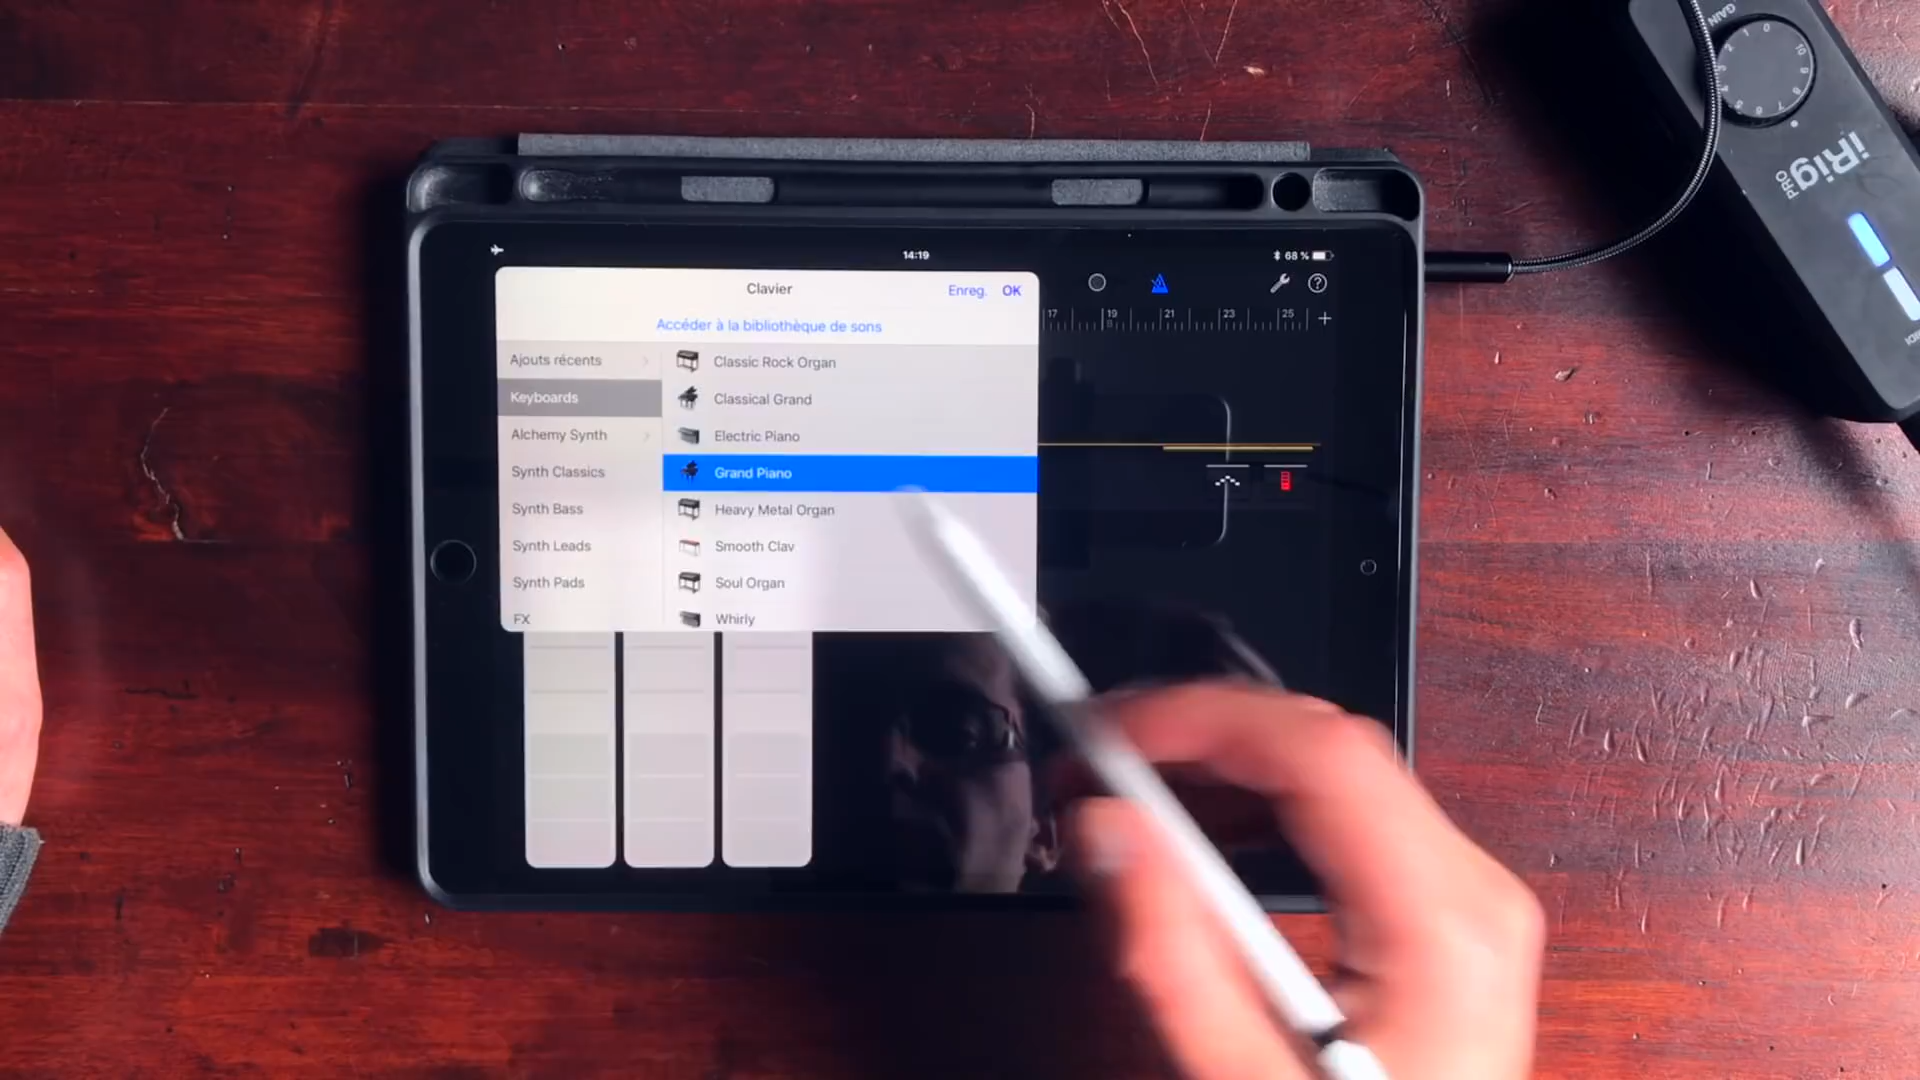 14:19
68 %
Clavier
Enreg.
OK
Accéder à la bibliothèque de sons
Ajouts récents
Keyboards
Alchemy Synth
Synth Classics
Synth Bass
Synth Leads
Synth Pads
FX
Classic Rock Organ
Classical Grand
Electric Piano
Grand Piano
Heavy Metal Organ
Smooth Clav
Soul Organ
Whirly
17 19 21 23 25
GAIN
iRig
PRO